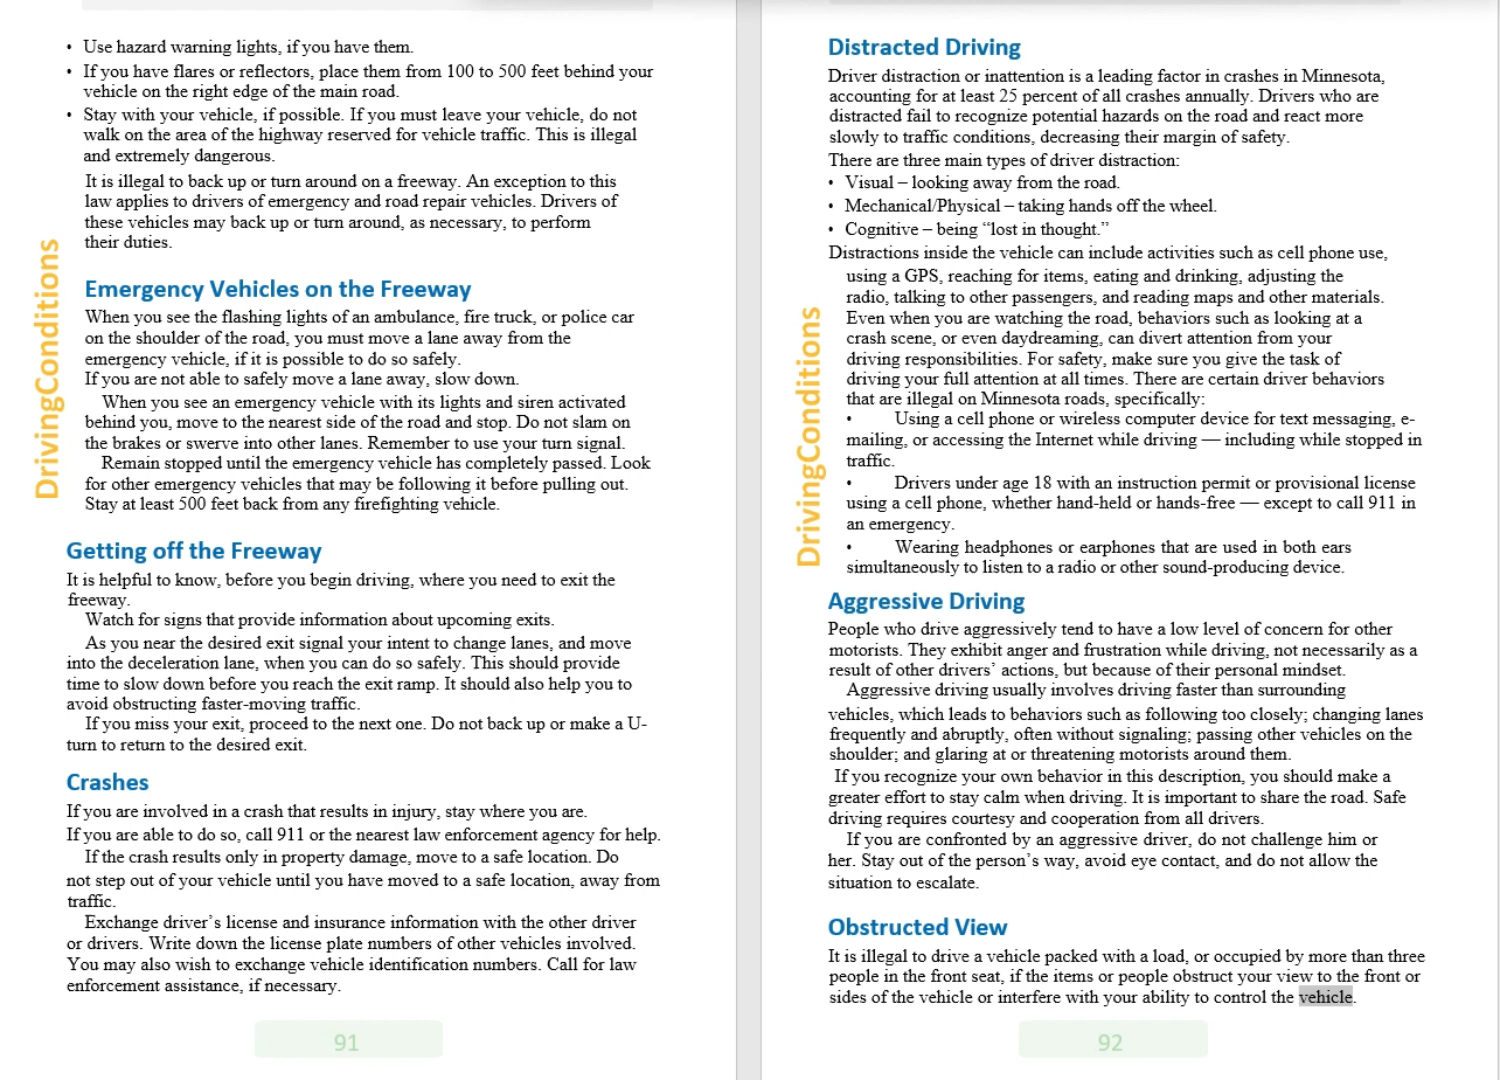 • Use hazard warning lights, if you have them.
• If you have flares or reflectors, place them from 100 to 500 feet behind your
vehicle on the right edge of the main road.
• Stay with your vehicle, if possible. If you must leave your vehicle, do not
walk on the area of the highway reserved for vehicle traffic. This is illegal
and extremely dangerous.
It is illegal to back up or turn around on a freeway. An exception to this
law applies to drivers of emergency and road repair vehicles. Drivers of
these vehicles may back up or turn around, as necessary, to perform
their duties.
DrivingConditions
Emergency Vehicles on the Freeway
When you see the flashing lights of an ambulance, fire truck, or police car
on the shoulder of the road, you must move a lane away from the
emergency vehicle, if it is possible to do so safely.
If you are not able to safely move a lane away, slow down.
When you see an emergency vehicle with its lights and siren activated
behind you, move to the nearest side of the road and stop. Do not slam on
the brakes or swerve into other lanes. Remember to use your turn signal.
Remain stopped until the emergency vehicle has completely passed. Look
for other emergency vehicles that may be following it before pulling out.
Stay at least 500 feet back from any firefighting vehicle.
Getting off the Freeway
It is helpful to know, before you begin driving, where you need to exit the
freeway.
Watch for signs that provide information about upcoming exits.
As you near the desired exit signal your intent to change lanes, and move
into the deceleration lane, when you can do so safely. This should provide
time to slow down before you reach the exit ramp. It should also help you to
avoid obstructing faster-moving traffic.
If you miss your exit, proceed to the next one. Do not back up or make a U-
turn to return to the desired exit.
Crashes
If you are involved in a crash that results in injury, stay where you are.
If you are able to do so, call 911 or the nearest law enforcement agency for help.
If the crash results only in property damage, move to a safe location. Do
not step out of your vehicle until you have moved to a safe location, away from
traffic.
Exchange driver's license and insurance information with the other driver
or drivers. Write down the license plate numbers of other vehicles involved.
You may also wish to exchange vehicle identification numbers. Call for law
enforcement assistance, if necessary.
91
Distracted Driving
Driver distraction or inattention is a leading factor in crashes in Minnesota,
accounting for at least 25 percent of all crashes annually. Drivers who are
distracted fail to recognize potential hazards on the road and react more
slowly to traffic conditions, decreasing their margin of safety.
There are three main types of driver distraction:
• Visual – looking away from the road.
• Mechanical/Physical – taking hands off the wheel.
• Cognitive – being “lost in thought.”
Distractions inside the vehicle can include activities such as cell phone use,
using a GPS, reaching for items, eating and drinking, adjusting the
radio, talking to other passengers, and reading maps and other materials.
Even when you are watching the road, behaviors such as looking at a
crash scene, or even daydreaming, can divert attention from your
driving responsibilities. For safety, make sure you give the task of
driving your full attention at all times. There are certain driver behaviors
that are illegal on Minnesota roads, specifically:
• Using a cell phone or wireless computer device for text messaging, e-
mailing, or accessing the Internet while driving — including while stopped in
traffic.
• Drivers under age 18 with an instruction permit or provisional license
using a cell phone, whether hand-held or hands-free — except to call 911 in
an emergency.
• Wearing headphones or earphones that are used in both ears
simultaneously to listen to a radio or other sound-producing device.
DrivingConditions
Aggressive Driving
People who drive aggressively tend to have a low level of concern for other
motorists. They exhibit anger and frustration while driving, not necessarily as a
result of other drivers' actions, but because of their personal mindset.
Aggressive driving usually involves driving faster than surrounding
vehicles, which leads to behaviors such as following too closely; changing lanes
frequently and abruptly, often without signaling; passing other vehicles on the
shoulder; and glaring at or threatening motorists around them.
If you recognize your own behavior in this description, you should make a
greater effort to stay calm when driving. It is important to share the road. Safe
driving requires courtesy and cooperation from all drivers.
If you are confronted by an aggressive driver, do not challenge him or
her. Stay out of the person's way, avoid eye contact, and do not allow the
situation to escalate.
Obstructed View
It is illegal to drive a vehicle packed with a load, or occupied by more than three
people in the front seat, if the items or people obstruct your view to the front or
sides of the vehicle or interfere with your ability to control the vehicle.
92